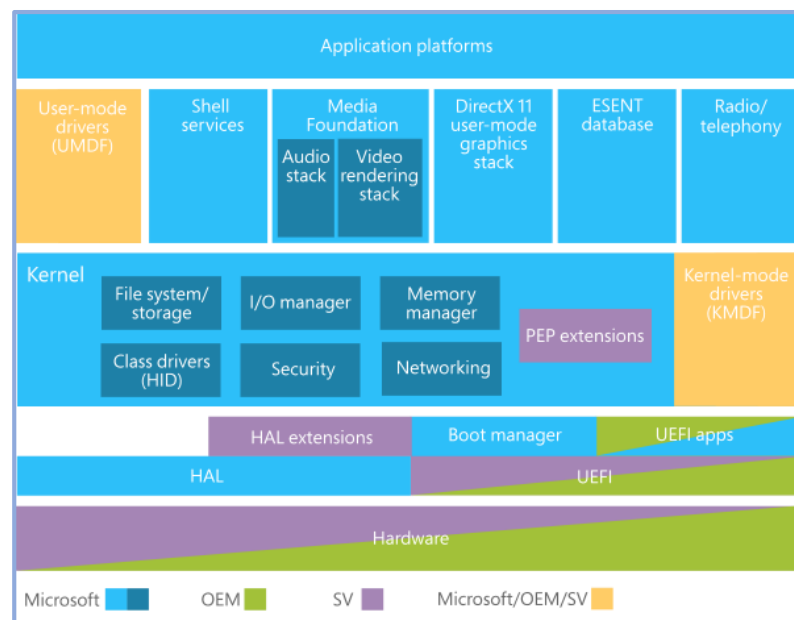 Application platforms
User-mode
drivers
(UMDF)
Shell
services
Media
Foundation
Audio
stack
Video
rendering
stack
DirectX 11
user-mode
graphics
stack
ESENT
database
Radio/
telephony
Kernel
File system/
storage
I/O manager
Memory
manager
Class drivers
(HID)
Security
Networking
PEP extensions
Kernel-mode
drivers
(KMDF)
HAL extensions
Boot manager
UEFI apps
HAL
UEFI
Hardware
Microsoft
OEM
SV
Microsoft/OEM/SV